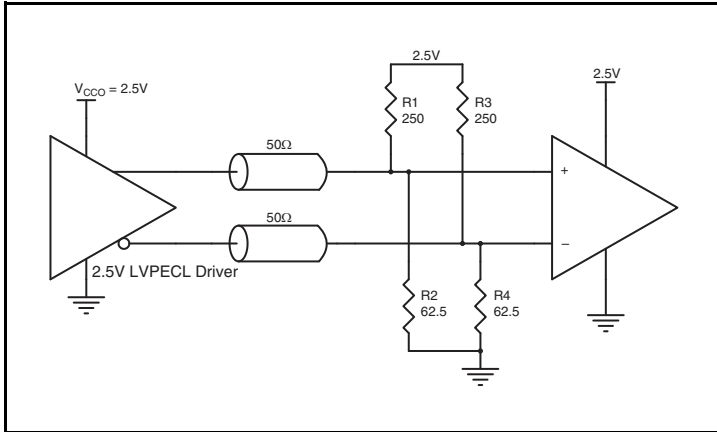 2.5V
V_CCO = 2.5V
2.5V
R1
250
R3
250
50Ω
+
50Ω
−
2.5V LVPECL Driver
R2
62.5
R4
62.5